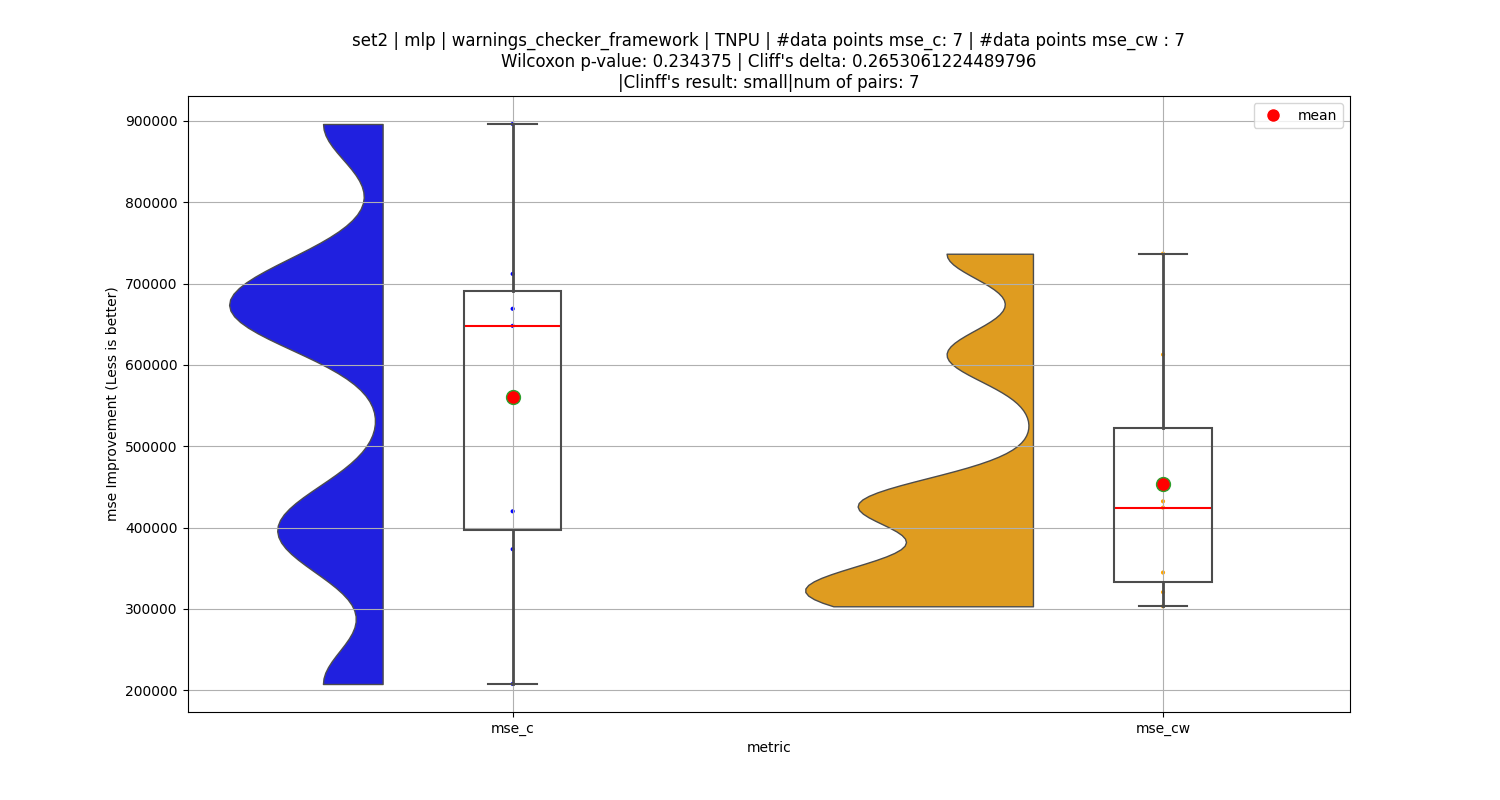 set2 | mlp | warnings_checker_framework | TNPU | #data points mse_c: 7 | #data points mse_cw : 7
Wilcoxon p-value: 0.234375 | Cliff's delta: 0.2653061224489796
|Clinff's result: small|num of pairs: 7
mean
mse Improvement (Less is better)
900000
800000
700000
600000
500000
400000
300000
200000
mse_c
mse_cw
metric